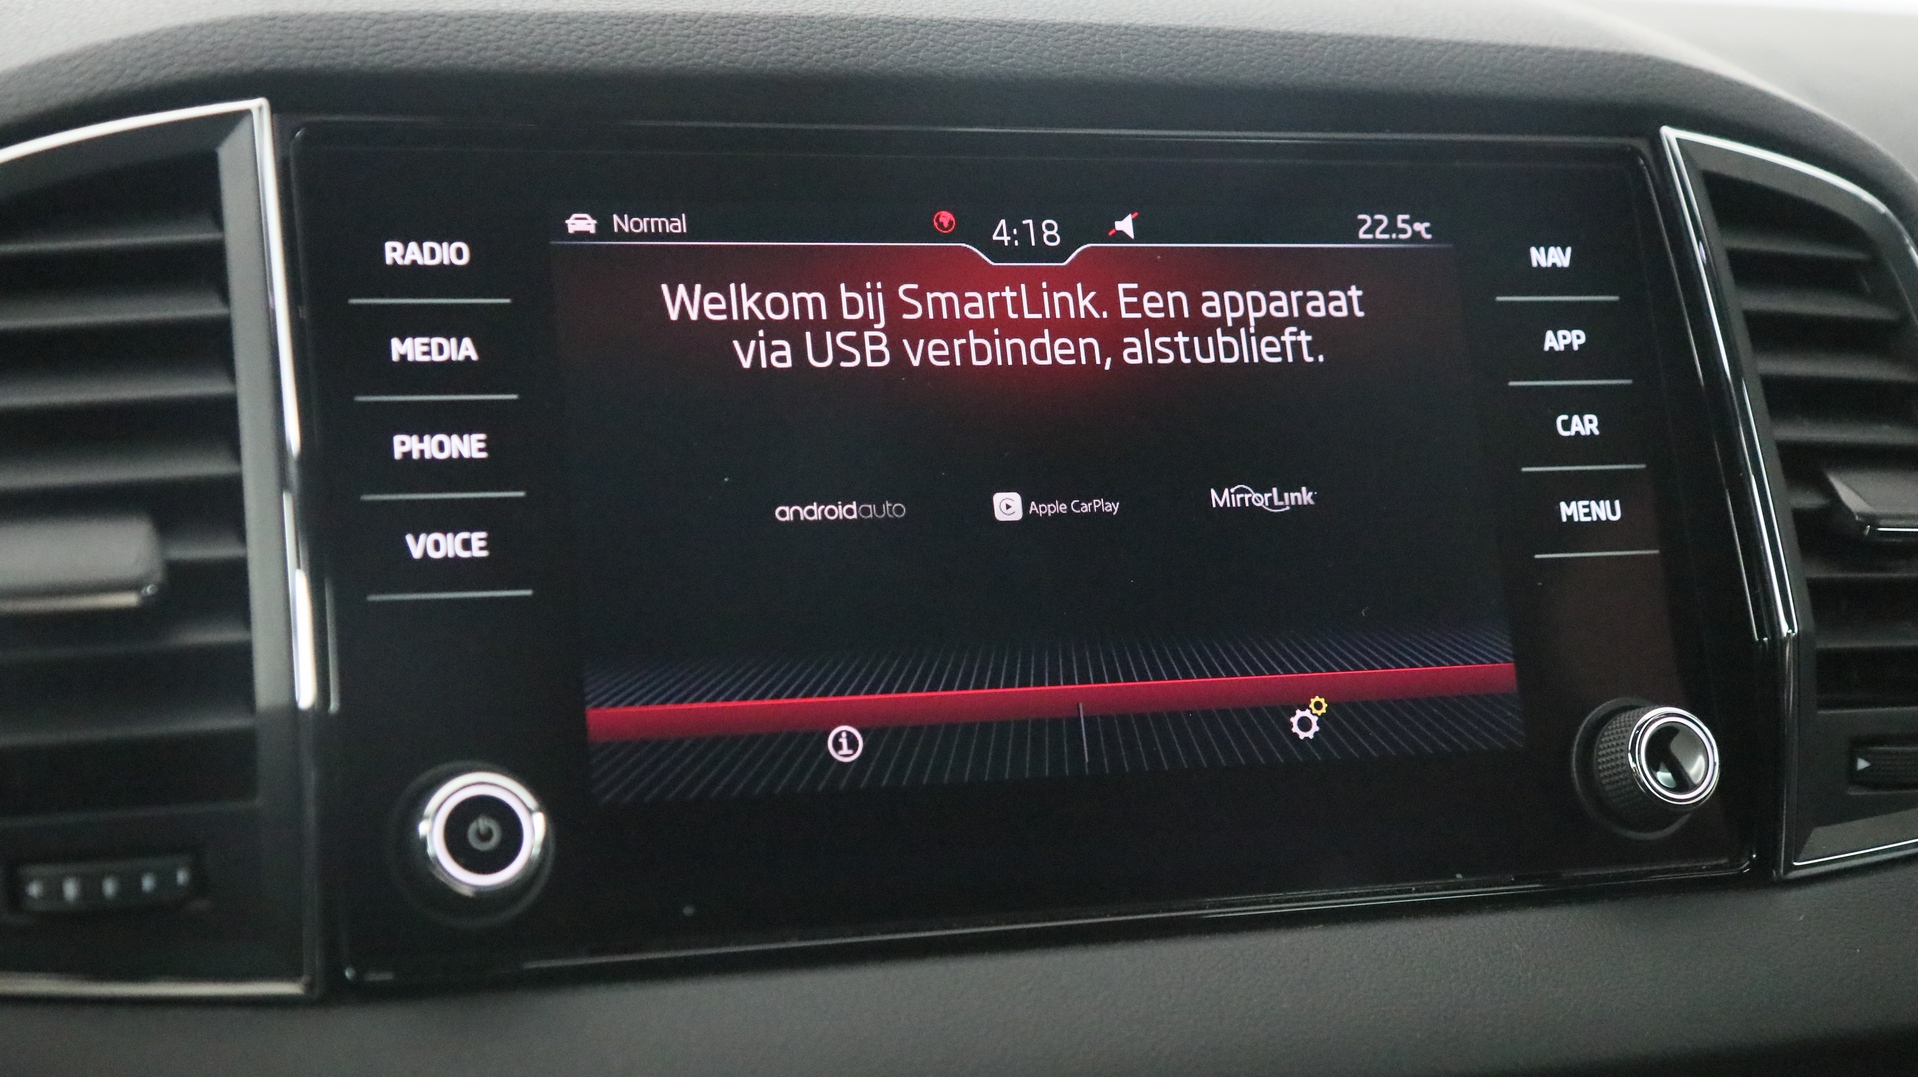 Normal
4:18
22.5°C
RADIO
MEDIA
PHONE
VOICE
Welkom bij SmartLink. Een apparaat
via USB verbinden, alstublieft.
androidauto
Apple CarPlay
MirrorLink
NAV
APP
CAR
MENU